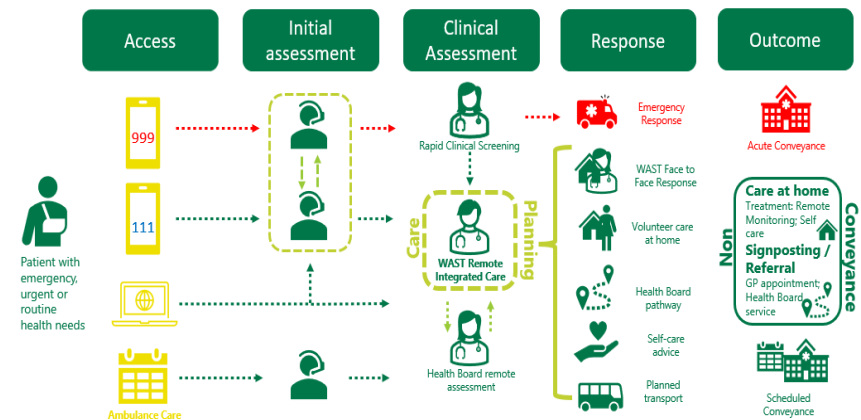 Access
Initial
assessment
Clinical
Assessment
Response
Outcome
999
Rapid Clinical Screening
Emergency
Response
Acute Conveyance
111
Patient with
emergency,
urgent or
routine
health needs
Care
Planning
WAST Remote
Integrated Care
WAST Face to
Face Response
Volunteer care
at home
Health Board
pathway
Non
Conveyance
Care at home
Treatment: Remote
Monitoring; Self
care
Signposting /
Referral
GP appointment;
Health Board
service
Ambulance Care
Health Board remote
assessment
Self-care
advice
Planned
transport
Scheduled
Conveyance